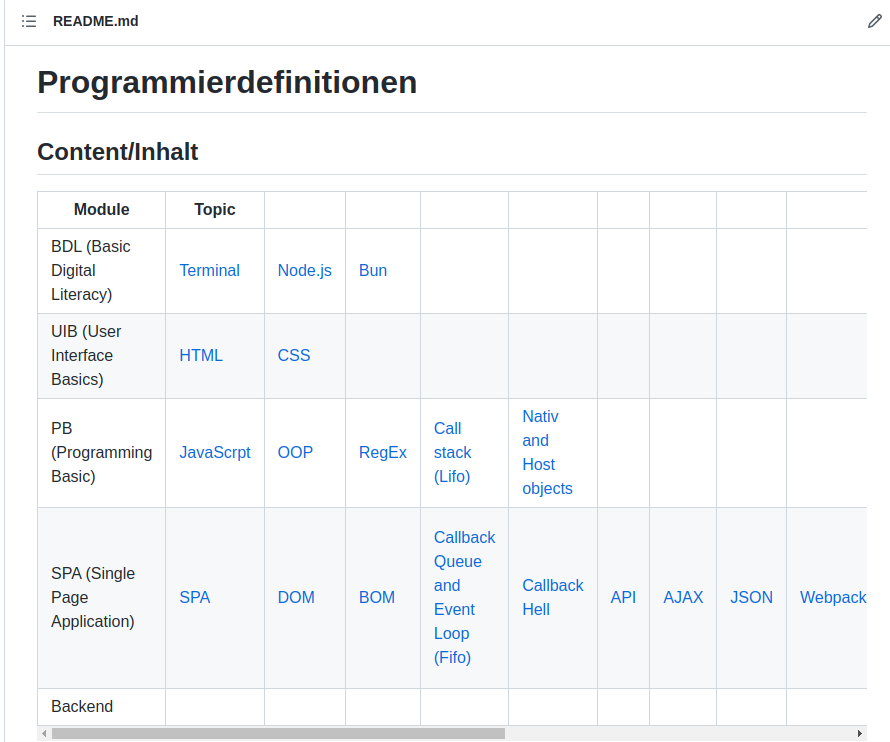 README.md
Programmierdefinitionen
Content/Inhalt
Module Topic
BDL (Basic
Digital
Literacy)
Terminal
Node.js
Bun
UIB (User
Interface
Basics)
HTML
CSS
PB
(Programming
Basic)
JavaScrpt
OOP
RegEx
Call
stack
(Lifo)
Nativ
and
Host
objects
SPA (Single
Page
Application)
SPA
DOM
BOM
Callback
Queue
and
Event
Loop
(Fifo)
Callback
Hell
API
AJAX
JSON
Webpack
Backend